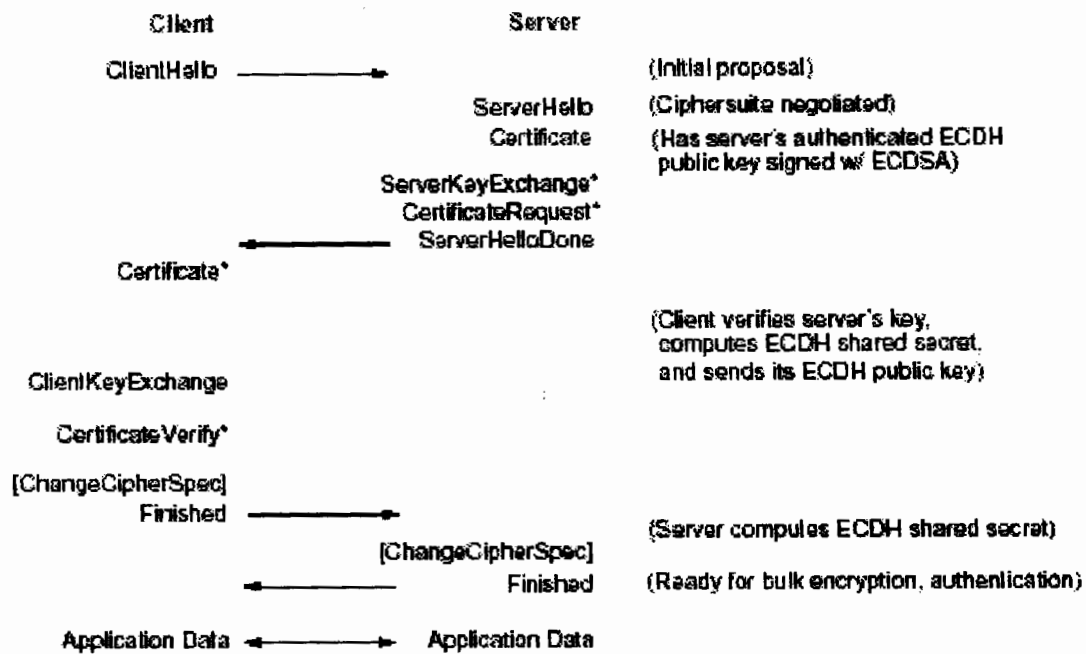 Client Server
ClientHello (Initial proposal)
ServerHello (Ciphersuite negotiated)
Certificate (Has server's authenticated ECDH
public key signed w/ ECDSA)
ServerKeyExchange*
CertificateRequest*
ServerHelloDone
Certificate*
(Client verifies server's key,
computes ECDH shared secret,
and sends its ECDH public key)
ClientKeyExchange
CertificateVerify*
[ChangeCipherSpec]
Finished
(Server computes ECDH shared secret)
[ChangeCipherSpec]
Finished (Ready for bulk encryption, authentication)
Application Data Application Data